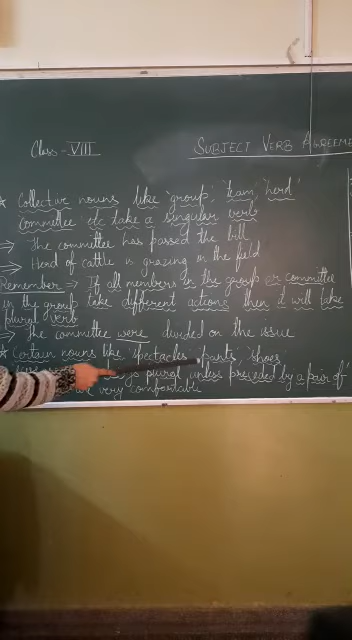 Class - VIII
SUBJECT VERB AGREEME
* Collective nouns like 'group', 'team', 'herd'
committee etc take a singular verb
→ The committee has passed the bill
→ Herd of cattle is grazing in the field
Remember → If all members in the group or committee
in the group take different actions then it will take
plural verb
→ The committee were divided on the issue
* Certain nouns like 'spectacles 'pants', 'shoes'
plural unless preceded by a pair of'
very comfortable